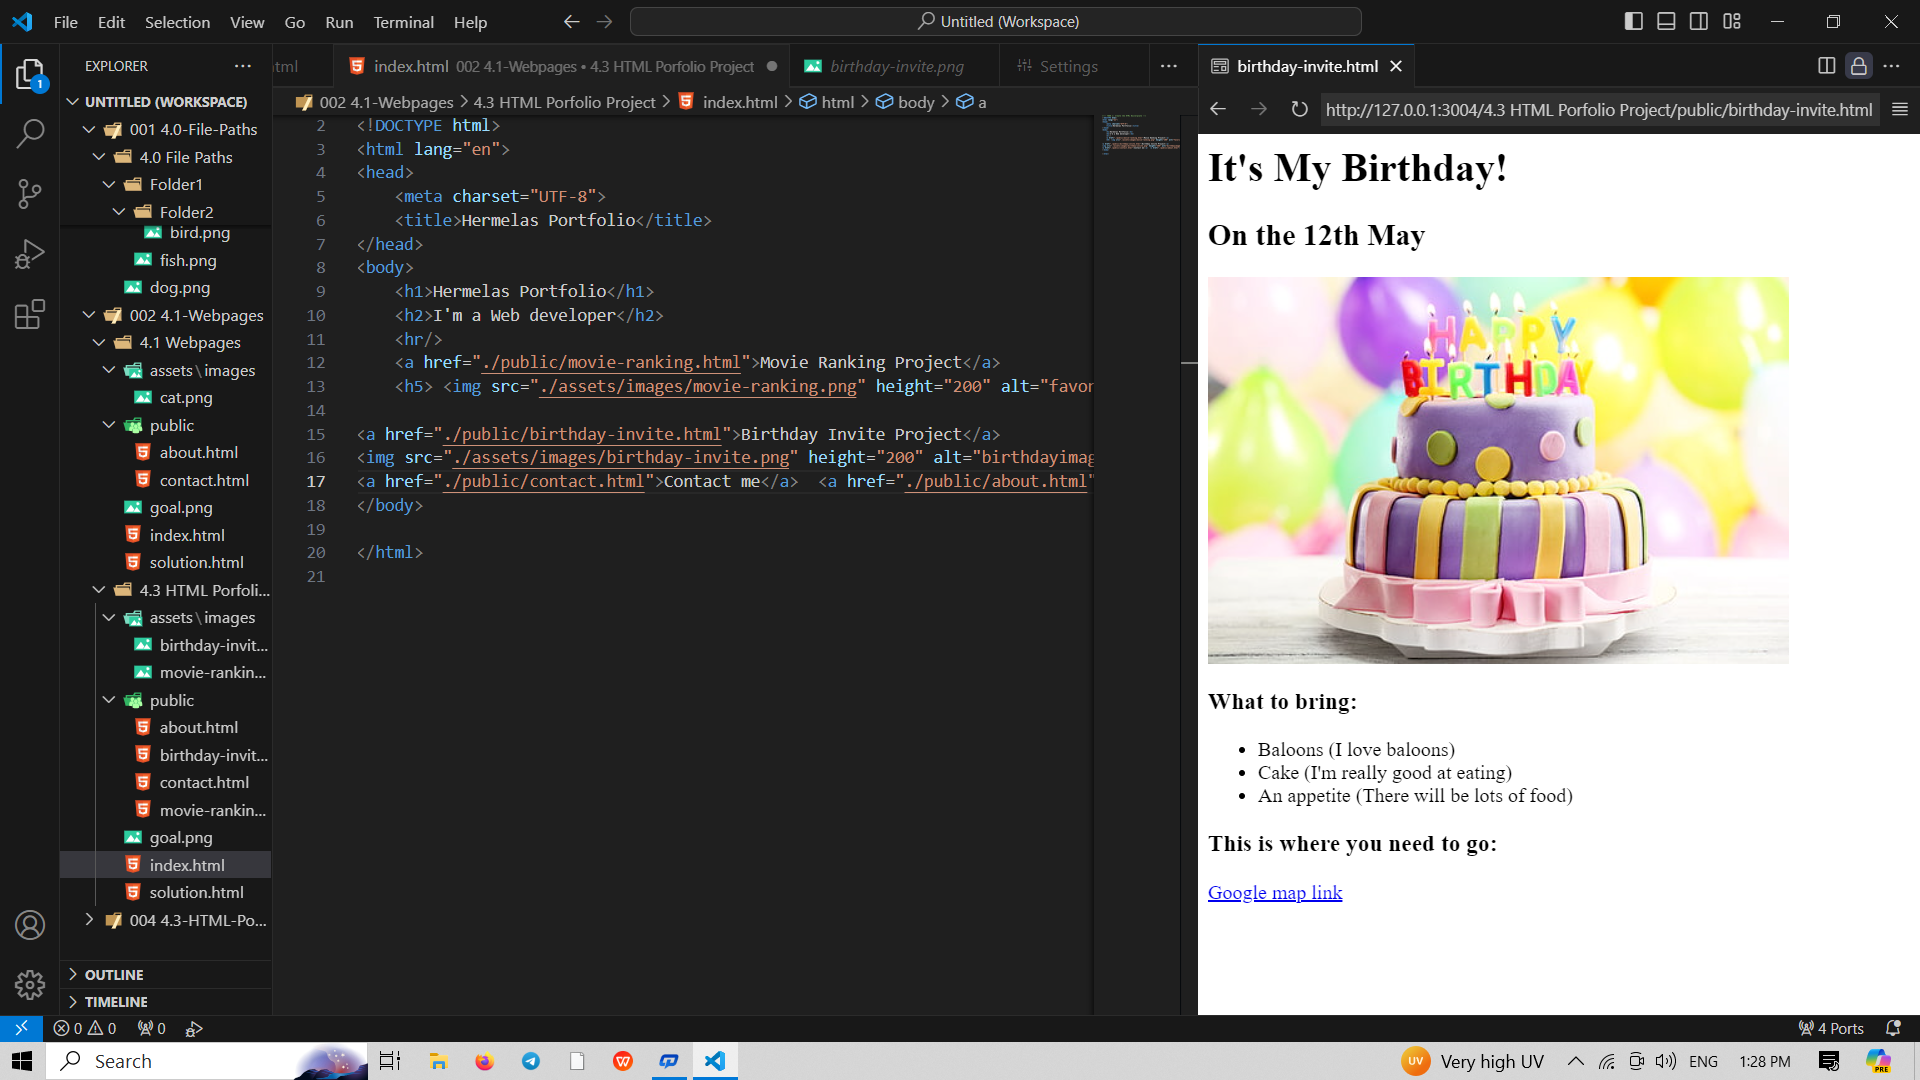 File Edit Selection View Go Run Terminal Help
Untitled (Workspace)
EXPLORER
UNTITLED (WORKSPACE)
001 4.0-File-Paths
4.0 File Paths
Folder1
Folder2
bird.png
fish.png
dog.png
002 4.1-Webpages
4.1 Webpages
assets\images
cat.png
public
about.html
contact.html
goal.png
index.html
solution.html
4.3 HTML Porfoli...
assets\images
birthday-invit...
movie-rankin...
public
about.html
birthday-invit...
contact.html
movie-rankin...
goal.png
index.html
solution.html
004 4.3-HTML-Po...
OUTLINE
TIMELINE
html
index.html 002 4.1-Webpages • 4.3 HTML Porfolio Project
birthday-invite.png
Settings
002 4.1-Webpages > 4.3 HTML Porfolio Project > index.html > html > body > a
2 <!DOCTYPE html>
3 <html lang="en">
4 <head>
5 <meta charset="UTF-8">
6 <title>Hermelas Portfolio</title>
7 </head>
8 <body>
9 <h1>Hermelas Portfolio</h1>
10 <h2>I'm a Web developer</h2>
11 <hr/>
12 <a href="./public/movie-ranking.html">Movie Ranking Project</a>
13 <h5> <img src="./assets/images/movie-ranking.png" height="200" alt="favor
14
15 <a href="./public/birthday-invite.html">Birthday Invite Project</a>
16 <img src="./assets/images/birthday-invite.png" height="200" alt="birthdayimag
17 <a href="./public/contact.html">Contact me</a> <a href="./public/about.html"
18 </body>
19
20 </html>
21
birthday-invite.html
http://127.0.0.1:3004/4.3 HTML Porfolio Project/public/birthday-invite.html
It's My Birthday!
On the 12th May
HAPPY
BIRTHDAY
What to bring:
• Baloons (I love baloons)
• Cake (I'm really good at eating)
• An appetite (There will be lots of food)
This is where you need to go:
Google map link
1
0 0 0
4 Ports
Search
UV Very high UV
ENG
1:28 PM
PRE